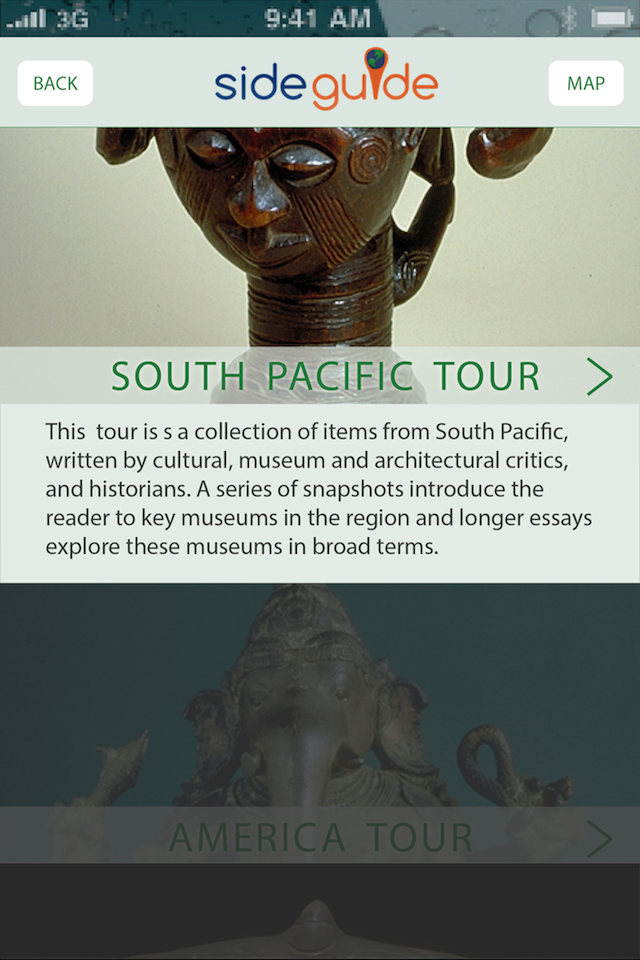 3G 9:41 AM
BACK sideguide MAP
SOUTH PACIFIC TOUR >
This tour is s a collection of items from South Pacific,
written by cultural, museum and architectural critics,
and historians. A series of snapshots introduce the
reader to key museums in the region and longer essays
explore these museums in broad terms.
AMERICA TOUR >